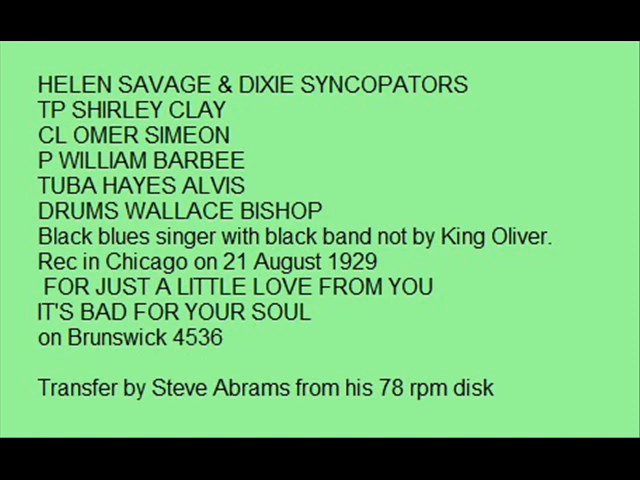 HELEN SAVAGE & DIXIE SYNCOPATORS
TP SHIRLEY CLAY
CL OMER SIMEON
P WILLIAM BARBEE
TUBA HAYES ALVIS
DRUMS WALLACE BISHOP
Black blues singer with black band not by King Oliver.
Rec in Chicago on 21 August 1929
FOR JUST A LITTLE LOVE FROM YOU
IT'S BAD FOR YOUR SOUL
on Brunswick 4536
Transfer by Steve Abrams from his 78 rpm disk